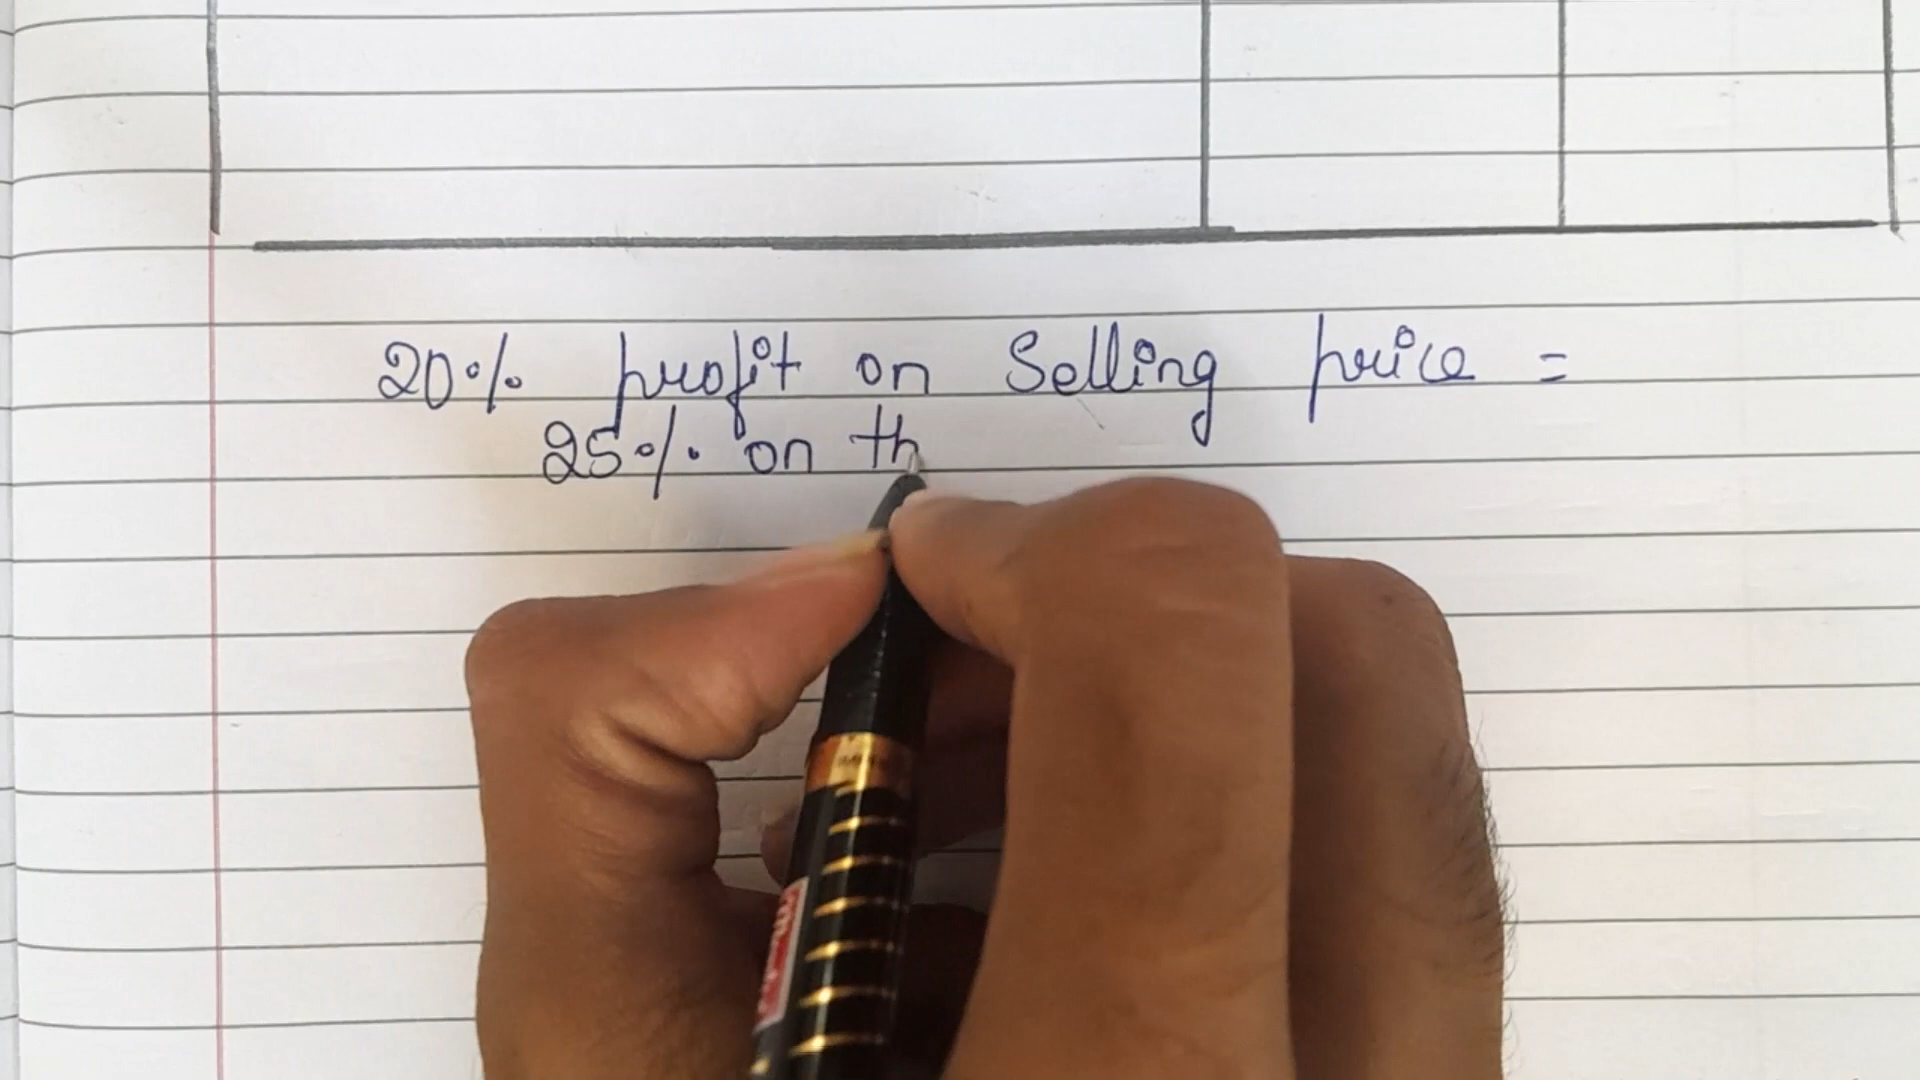 20% profit on Selling price =
25% on th